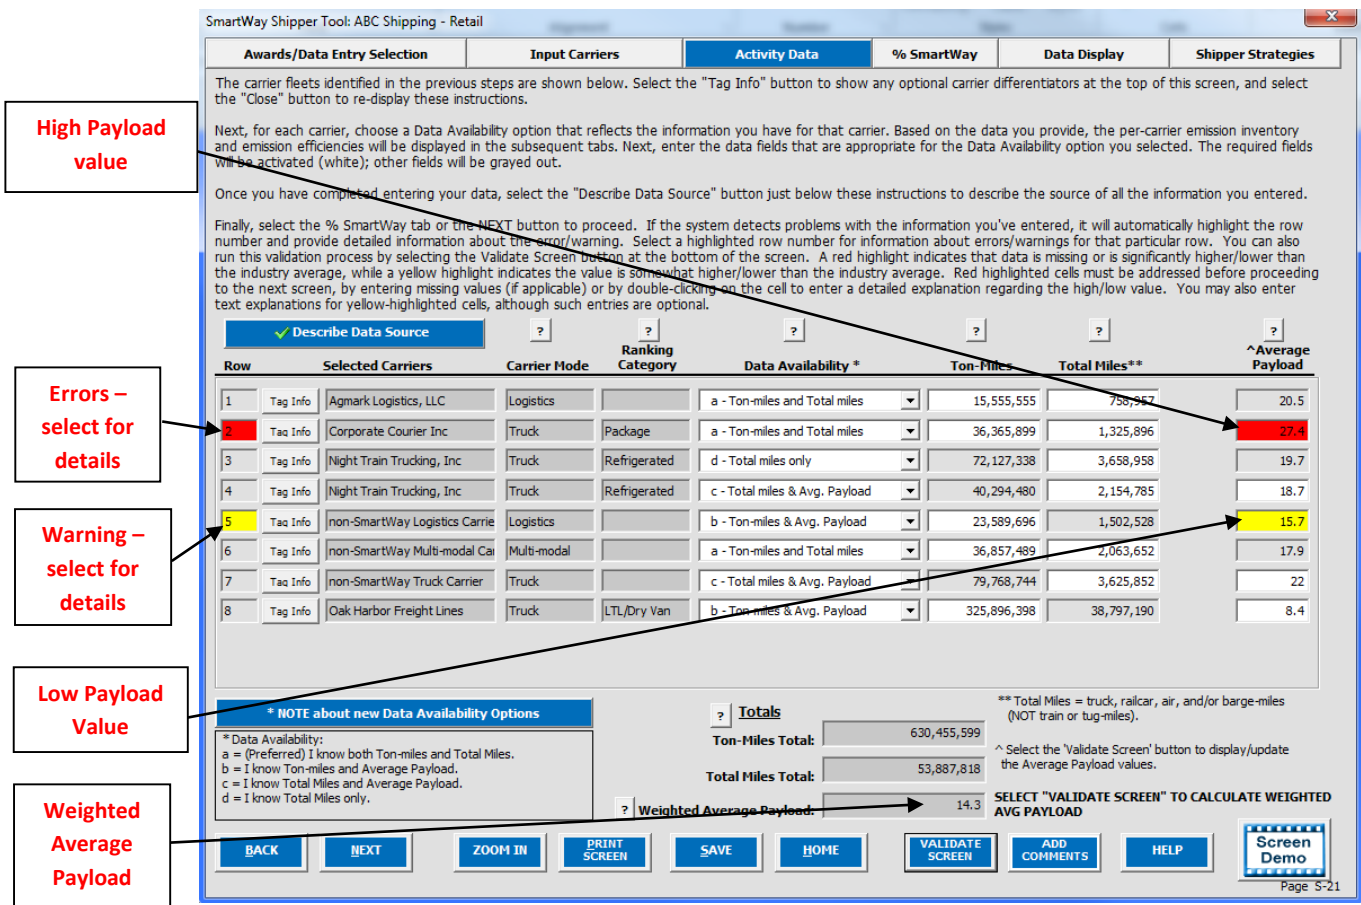 SmartWay Shipper Tool: ABC Shipping - Retail
X
Awards/Data Entry Selection Input Carriers Activity Data % SmartWay Data Display Shipper Strategies
The carrier fleets identified in the previous steps are shown below. Select the "Tag Info" button to show any optional carrier differentiators at the top of this screen, and select
the "Close" button to re-display these instructions.
High Payload
value
Next, for each carrier, choose a Data Availability option that reflects the information you have for that carrier. Based on the data you provide, the per-carrier emission inventory
and emission efficiencies will be displayed in the subsequent tabs. Next, enter the data fields that are appropriate for the Data Availability option you selected. The required fields
will be activated (white); other fields will be grayed out.
Once you have completed entering your data, select the "Describe Data Source" button just below these instructions to describe the source of all the information you entered.
Finally, select the % SmartWay tab or the NEXT button to proceed. If the system detects problems with the information you've entered, it will automatically highlight the row
number and provide detailed information about the error/warning. Select a highlighted row number for information about errors/warnings for that particular row. You can also
run this validation process by selecting the Validate Screen button at the bottom of the screen. A red highlight indicates that data is missing or is significantly higher/lower than
the industry average, while a yellow highlight indicates the value is somewhat higher/lower than the industry average. Red highlighted cells must be addressed before proceeding
to the next screen, by entering missing values (if applicable) or by double-clicking on the cell to enter a detailed explanation regarding the high/low value. You may also enter
text explanations for yellow-highlighted cells, although such entries are optional.
✓ Describe Data Source ? ? ? ? ? ?
Row Selected Carriers Carrier Mode Ranking Category Data Availability * Ton-Miles Total Miles** ^Average Payload
Errors –
select for
details
1 Tag Info Agmark Logistics, LLC Logistics a - Ton-miles and Total miles 15,555,555 758,957 20.5
2 Tag Info Corporate Courier Inc Truck Package a - Ton-miles and Total miles 36,365,899 1,325,896 27.4
3 Tag Info Night Train Trucking, Inc Truck Refrigerated d - Total miles only 72,127,338 3,658,958 19.7
4 Tag Info Night Train Trucking, Inc Truck Refrigerated c - Total miles & Avg. Payload 40,294,480 2,154,785 18.7
Warning –
select for
details
5 Tag Info non-SmartWay Logistics Carrie Logistics b - Ton-miles & Avg. Payload 23,589,696 1,502,528 15.7
6 Tag Info non-SmartWay Multi-modal Car Multi-modal a - Ton-miles and Total miles 36,857,489 2,063,652 17.9
7 Tag Info non-SmartWay Truck Carrier Truck c - Total miles & Avg. Payload 79,768,744 3,625,852 22
8 Tag Info Oak Harbor Freight Lines Truck LTL/Dry Van b - Ton-miles & Avg. Payload 325,896,398 38,797,190 8.4
Low Payload
Value
* NOTE about new Data Availability Options
* Data Availability:
a = (Preferred) I know both Ton-miles and Total Miles.
b = I know Ton-miles and Average Payload.
c = I know Total Miles and Average Payload.
d = I know Total Miles only.
? Totals
Ton-Miles Total: 630,455,599
Total Miles Total: 53,887,818
? Weighted Average Payload: 14.3
** Total Miles = truck, railcar, air, and/or barge-miles
(NOT train or tug-miles).
^ Select the 'Validate Screen' button to display/update
the Average Payload values.
SELECT "VALIDATE SCREEN" TO CALCULATE WEIGHTED
AVG PAYLOAD
Weighted
Average
Payload
BACK NEXT ZOOM IN PRINT SCREEN SAVE HOME VALIDATE SCREEN ADD COMMENTS HELP Screen Demo
Page S-21